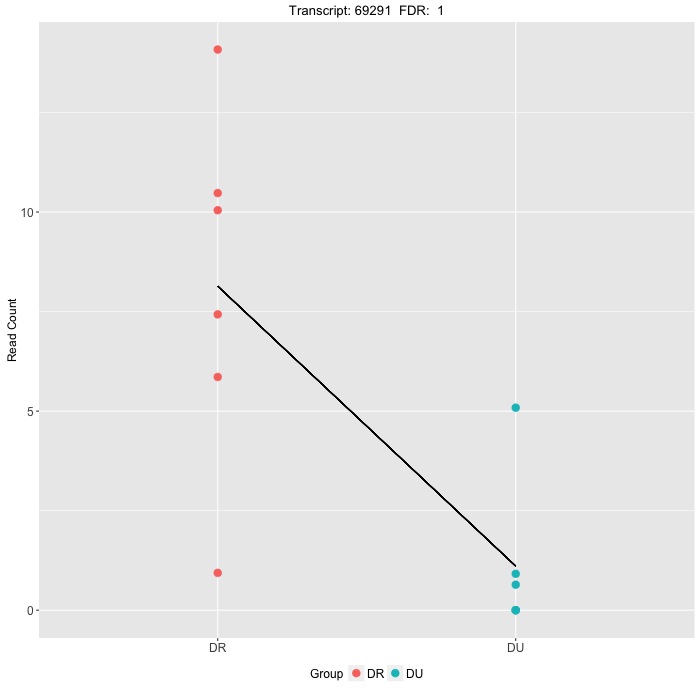 Transcript: 69291  FDR:  1
Read Count
10
5
0
DR DU
Group DR DU